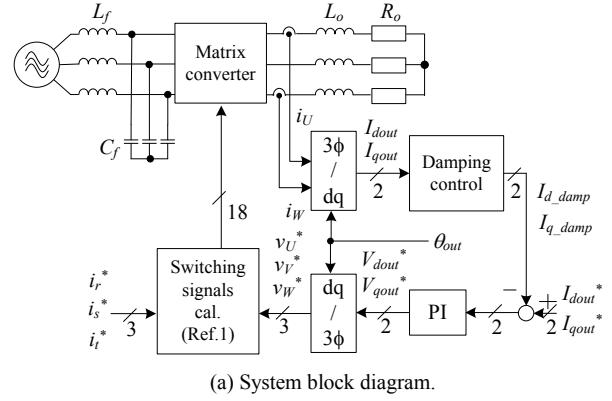 L_f
Matrix
converter
L_o
R_o
C_f
i_U
i_W
3ϕ
/
dq
I_dout
I_qout
2
Damping
control
2
I_d_damp
I_q_damp
18
θ_out
v_U*
v_V*
v_W*
i_r*
i_s*
i_t*
3
Switching
signals
cal.
(Ref.1)
3
dq
/
3ϕ
V_dout*
V_qout*
2
PI
2
−
+
2
I_dout*
I_qout*
(a) System block diagram.